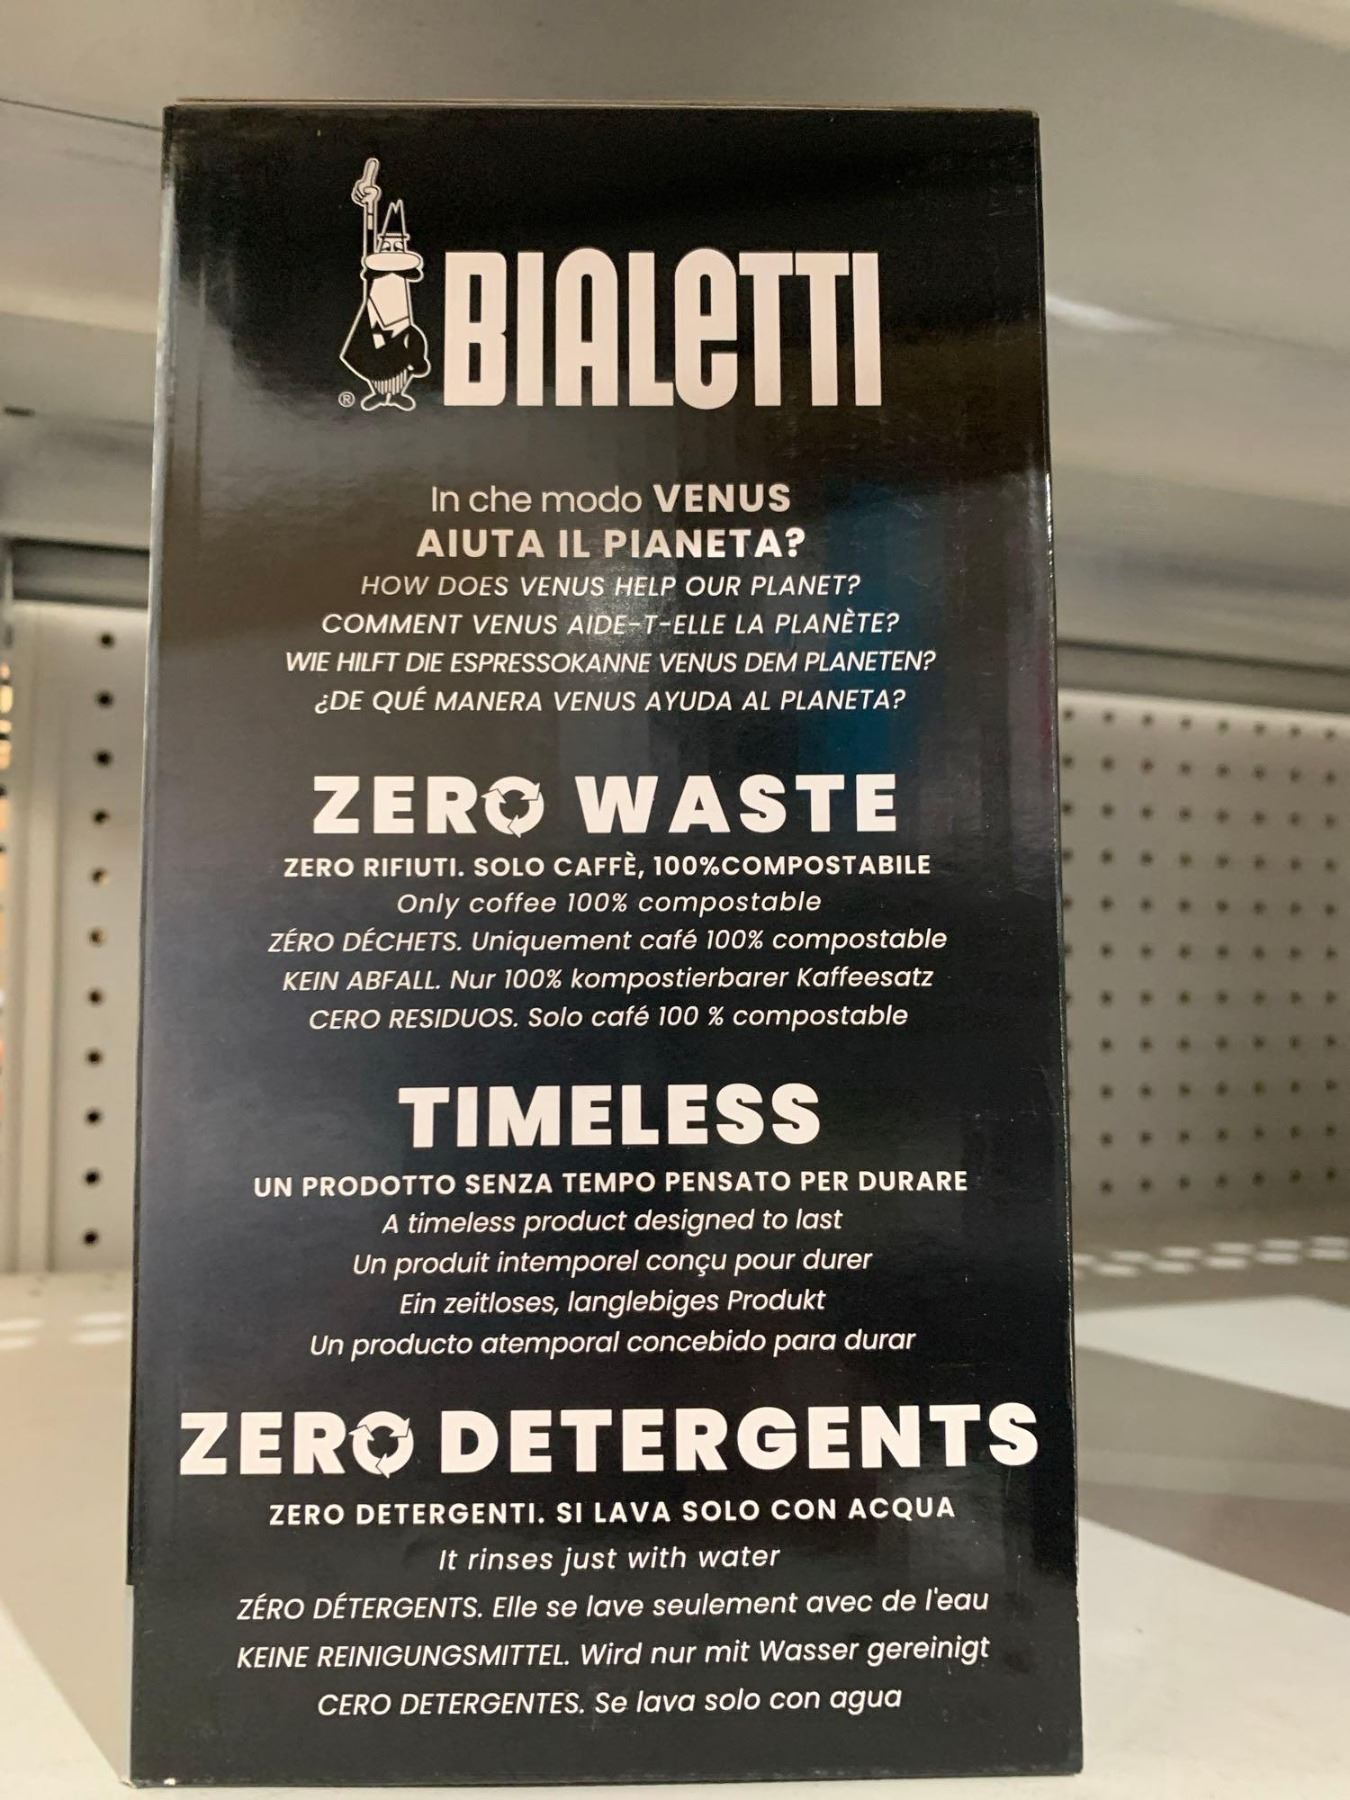 BIALETTI
®
In che modo VENUS
AIUTA IL PIANETA?
HOW DOES VENUS HELP OUR PLANET?
COMMENT VENUS AIDE-T-ELLE LA PLANÈTE?
WIE HILFT DIE ESPRESSOKANNE VENUS DEM PLANETEN?
¿DE QUÉ MANERA VENUS AYUDA AL PLANETA?
ZERO WASTE
ZERO RIFIUTI. SOLO CAFFÈ, 100%COMPOSTABILE
Only coffee 100% compostable
ZÉRO DÉCHETS. Uniquement café 100% compostable
KEIN ABFALL. Nur 100% kompostierbarer Kaffeesatz
CERO RESIDUOS. Solo café 100 % compostable
TIMELESS
UN PRODOTTO SENZA TEMPO PENSATO PER DURARE
A timeless product designed to last
Un produit intemporel conçu pour durer
Ein zeitloses, langlebiges Produkt
Un producto atemporal concebido para durar
ZERO DETERGENTS
ZERO DETERGENTI. SI LAVA SOLO CON ACQUA
It rinses just with water
ZÉRO DÉTERGENTS. Elle se lave seulement avec de l'eau
KEINE REINIGUNGSMITTEL. Wird nur mit Wasser gereinigt
CERO DETERGENTES. Se lava solo con agua